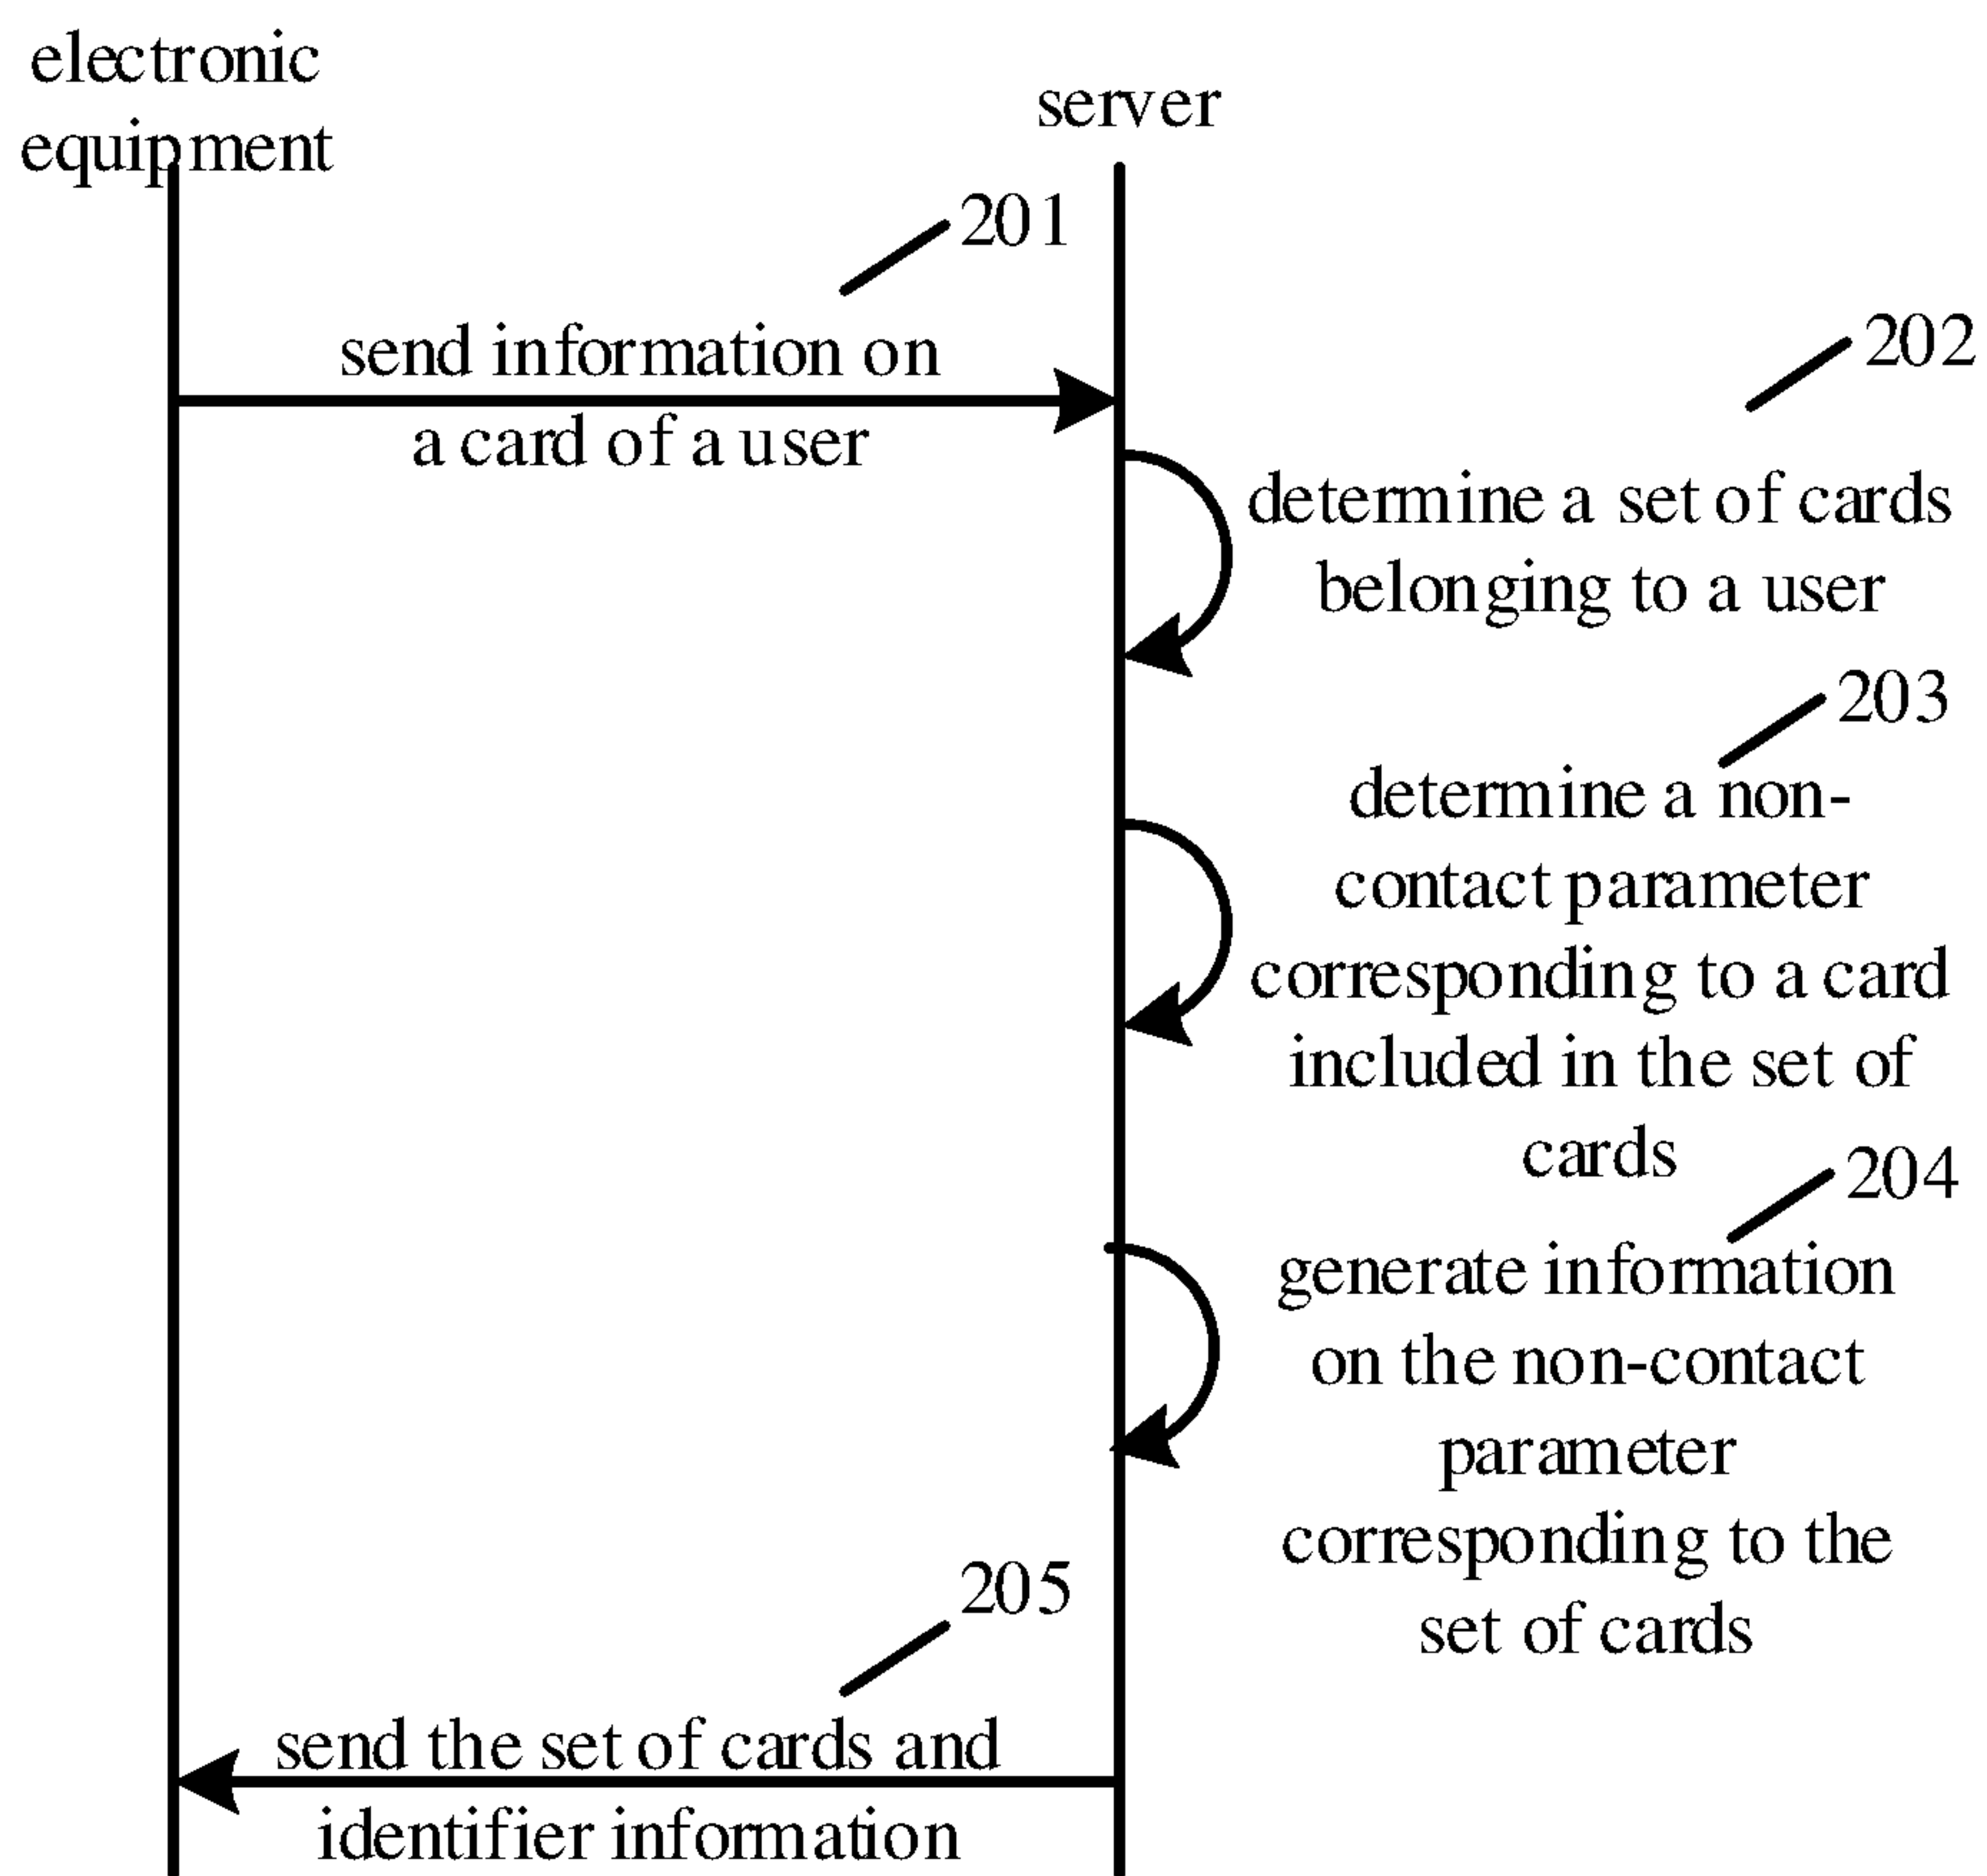 electronic
equipment
server
201
send information on
a card of a user
202
determine a set of cards
belonging to a user
203
determine a non-
contact parameter
corresponding to a card
included in the set of
cards
204
generate information
on the non-contact
parameter
corresponding to the
set of cards
205
send the set of cards and
identifier information